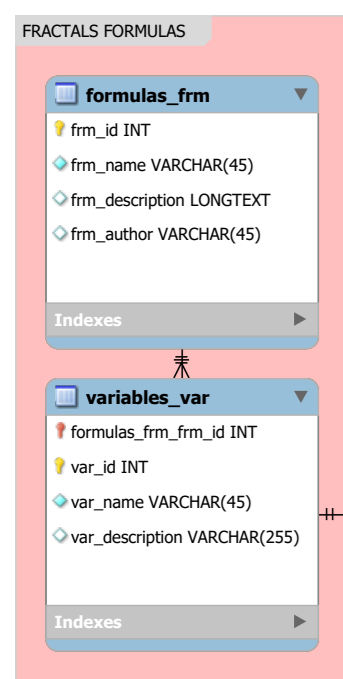 FRACTALS FORMULAS
formulas_frm
frm_id INT
frm_name VARCHAR(45)
frm_description LONGTEXT
frm_author VARCHAR(45)
Indexes
variables_var
formulas_frm_frm_id INT
var_id INT
var_name VARCHAR(45)
var_description VARCHAR(255)
Indexes